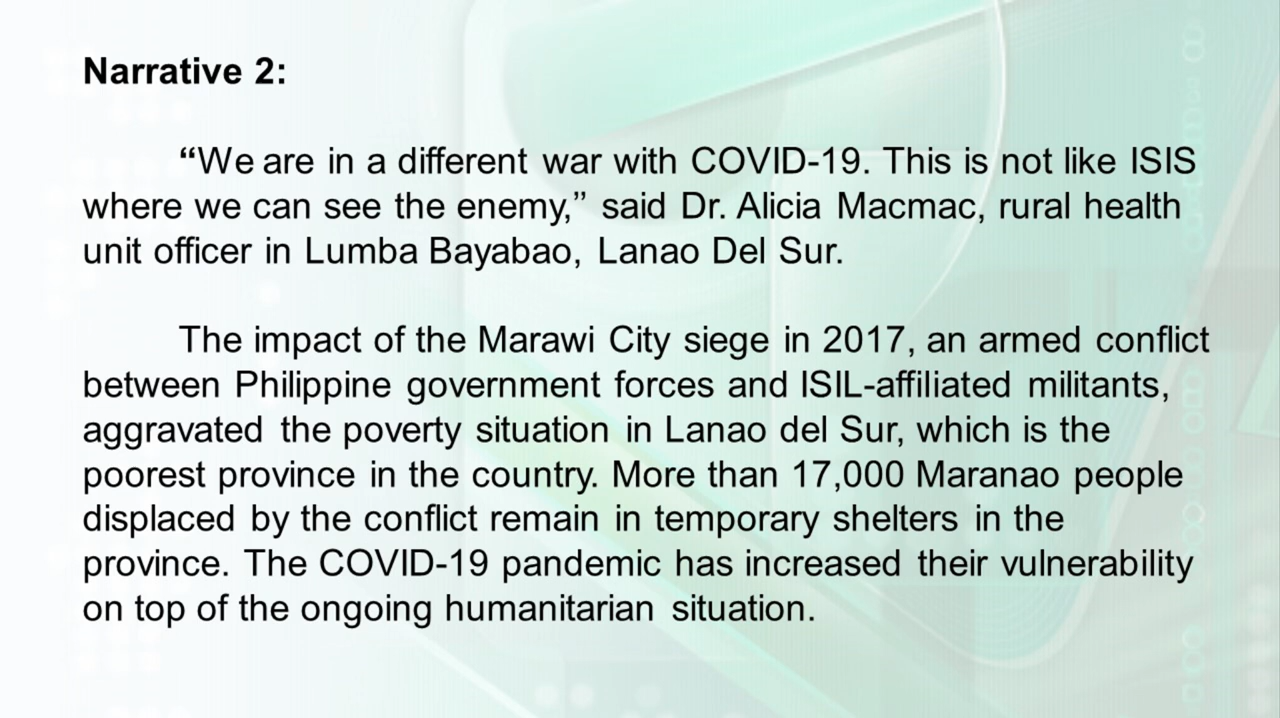 Narrative 2:
“We are in a different war with COVID-19. This is not like ISIS
where we can see the enemy,” said Dr. Alicia Macmac, rural health
unit officer in Lumba Bayabao, Lanao Del Sur.
The impact of the Marawi City siege in 2017, an armed conflict
between Philippine government forces and ISIL-affiliated militants,
aggravated the poverty situation in Lanao del Sur, which is the
poorest province in the country. More than 17,000 Maranao people
displaced by the conflict remain in temporary shelters in the
province. The COVID-19 pandemic has increased their vulnerability
on top of the ongoing humanitarian situation.